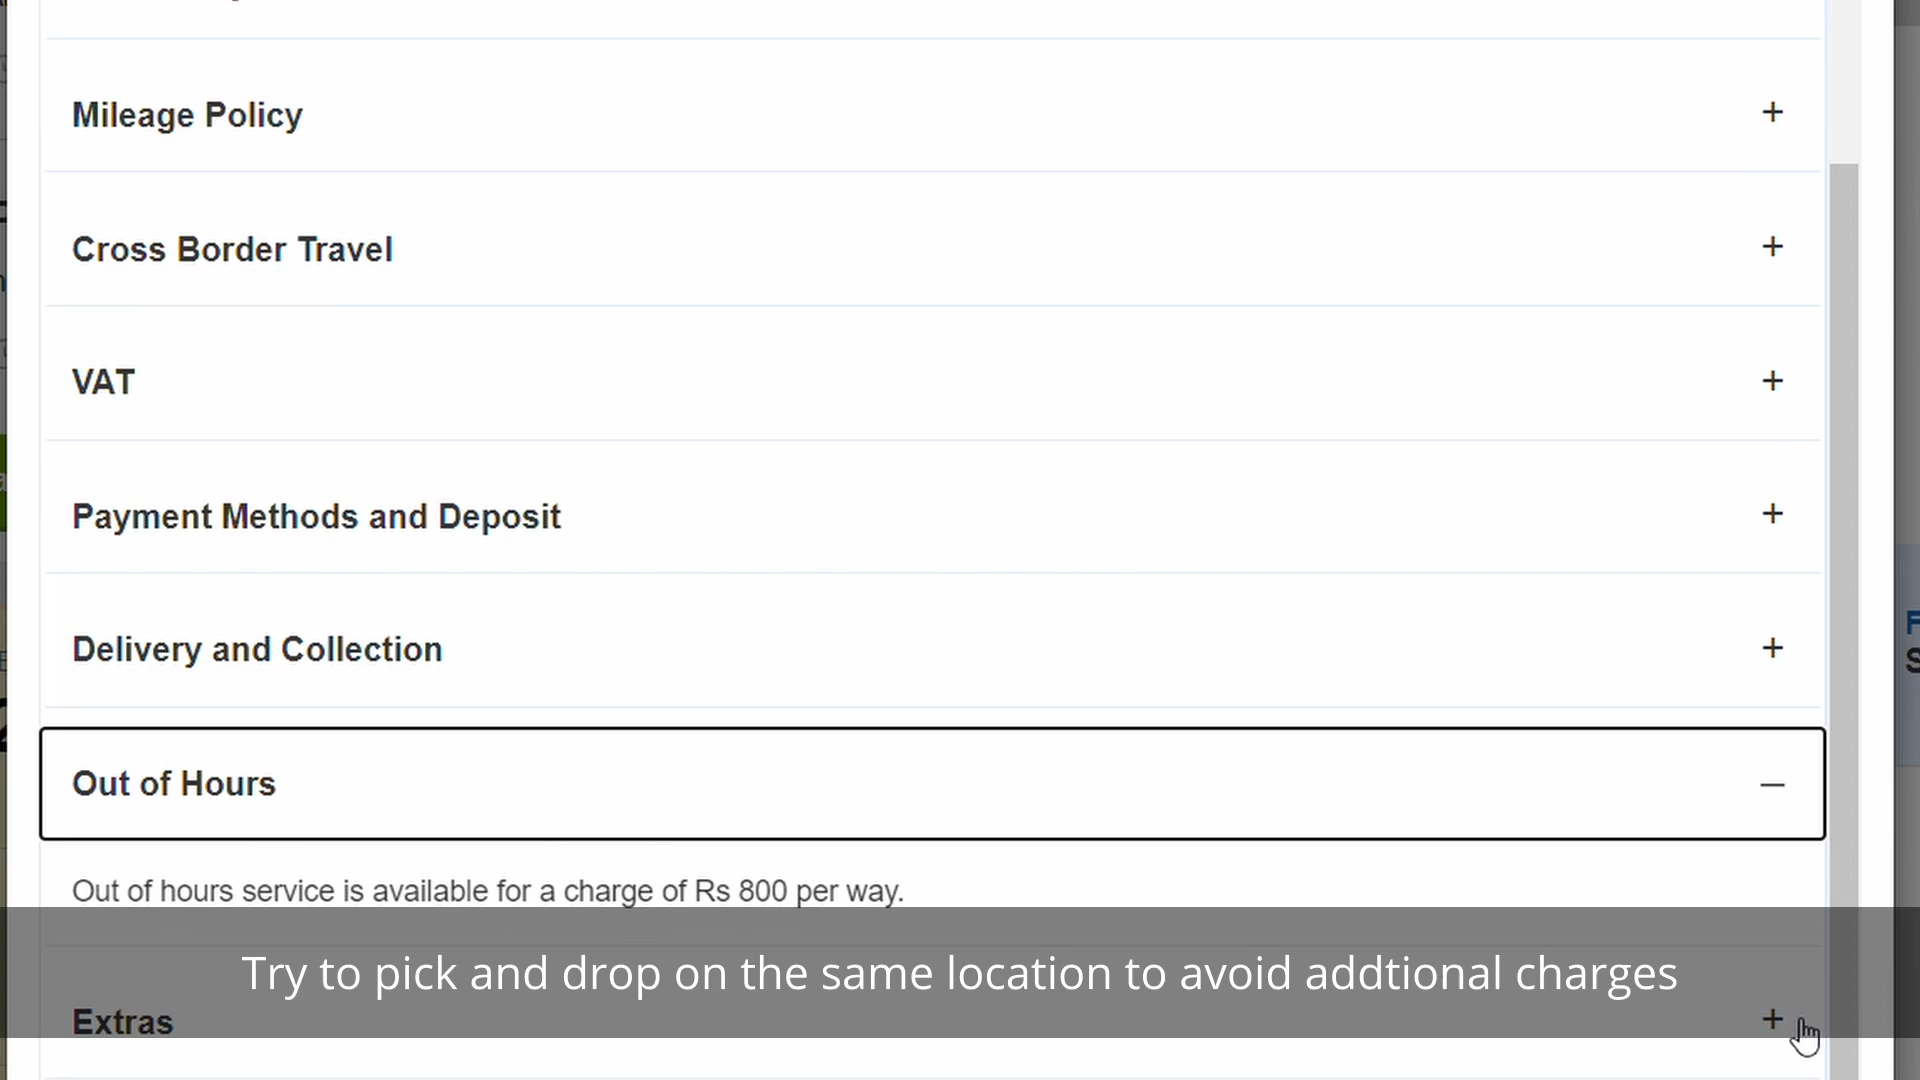 Mileage Policy +
Cross Border Travel +
VAT +
Payment Methods and Deposit +
Delivery and Collection +
Out of Hours —
Out of hours service is available for a charge of Rs 800 per way.
Try to pick and drop on the same location to avoid addtional charges
Extras +